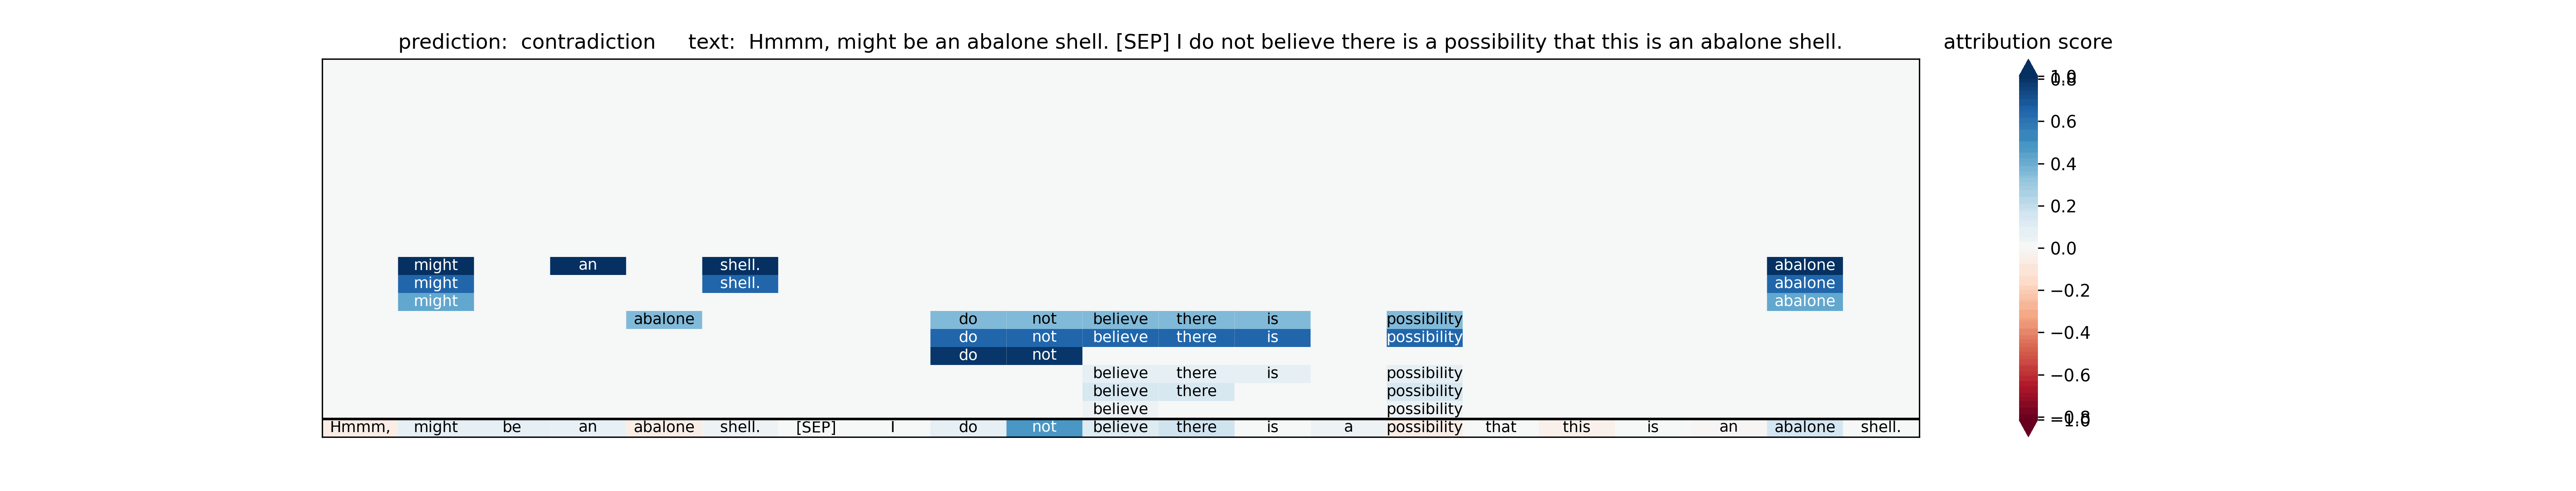 prediction:  contradiction     text:  Hmmm, might be an abalone shell. [SEP] I do not believe there is a possibility that this is an abalone shell.
attribution score
1.0
0.8
0.6
0.4
0.2
0.0
−0.2
−0.4
−0.6
−0.8
−1.0
might an shell. abalone
might shell. abalone
might abalone
abalone do not believe there is possibility
do not believe there is possibility
do not
believe there is possibility
believe there possibility
believe possibility
Hmmm, might be an abalone shell. [SEP] I do not believe there is a possibility that this is an abalone shell.